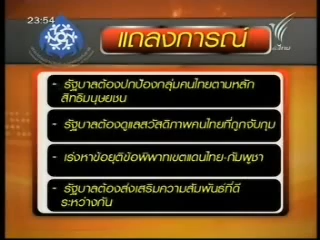 23:54
แถลงการณ์
- รัฐบาลต้องปกป้องกลุ่มคนไทยตามหลัก
สิทธิมนุษยชน
- รัฐบาลต้องดูแลสวัสดิภาพคนไทยที่ถูกจับกุม
- เร่งหาข้อยุติข้อพิพาทเขตแดนไทย-กัมพูชา
- รัฐบาลต้องส่งเสริมความสัมพันธ์ที่ดี
ระหว่างกัน